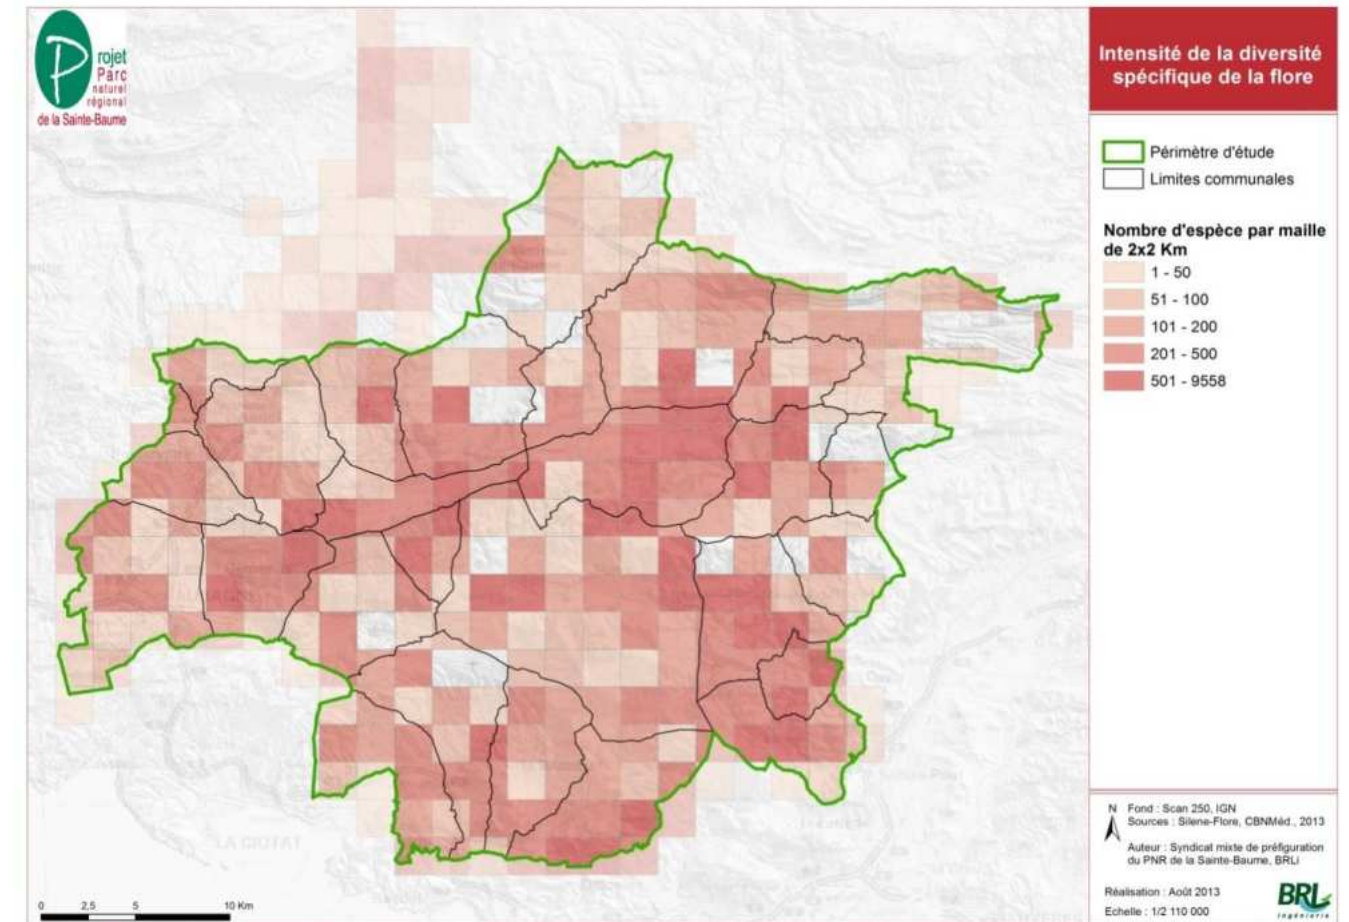 Projet
Parc
naturel
régional
de la Sainte-Baume
LA CIOTAT
0 2,5 5 10 Km
Intensité de la diversité
spécifique de la flore
Périmètre d'étude
Limites communales
Nombre d'espèce par maille
de 2x2 Km
1 - 50
51 - 100
101 - 200
201 - 500
501 - 9558
N
Fond : Scan 250, IGN
Sources : Silene-Flore, CBNMéd., 2013
Auteur : Syndicat mixte de préfiguration
du PNR de la Sainte-Baume, BRLi
Réalisation : Août 2013
Echelle : 1/2 110 000
BRL
Ingénierie